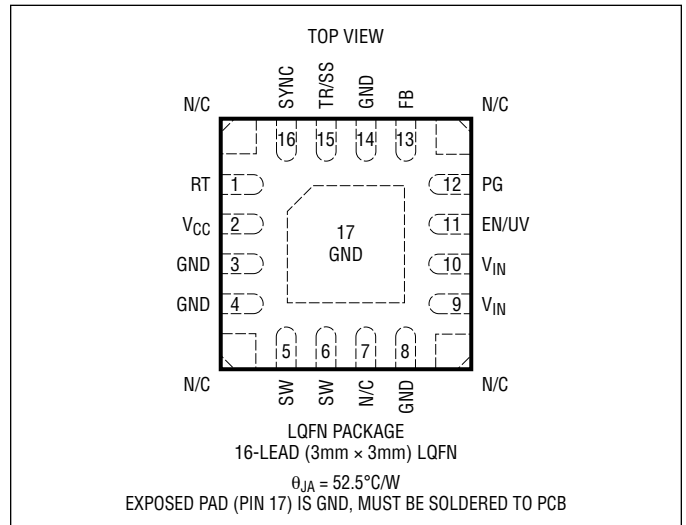 TOP VIEW
N/C
SYNC
TR/SS
GND
FB
N/C
16
15
14
13
RT 1
12 PG
VCC 2
11 EN/UV
17
GND
GND 3
10 VIN
GND 4
9 VIN
5
6
7
8
N/C
SW
SW
N/C
GND
N/C
LQFN PACKAGE
16-LEAD (3mm × 3mm) LQFN
θJA = 52.5°C/W
EXPOSED PAD (PIN 17) IS GND, MUST BE SOLDERED TO PCB